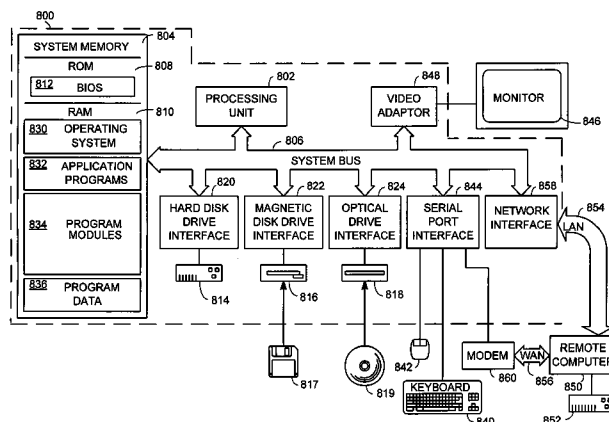 800
804
SYSTEM MEMORY
ROM
808
812
BIOS
RAM
810
830
OPERATING
SYSTEM
832
APPLICATION
PROGRAMS
834
PROGRAM
MODULES
836
PROGRAM
DATA
802
PROCESSING
UNIT
848
VIDEO
ADAPTOR
MONITOR
846
806
SYSTEM BUS
820
HARD DISK
DRIVE
INTERFACE
822
MAGNETIC
DISK DRIVE
INTERFACE
824
OPTICAL
DRIVE
INTERFACE
844
SERIAL
PORT
INTERFACE
858
NETWORK
INTERFACE
854
LAN
814
816
818
817
819
842
KEYBOARD
840
MODEM
860
WAN
856
REMOTE
COMPUTER
850
852